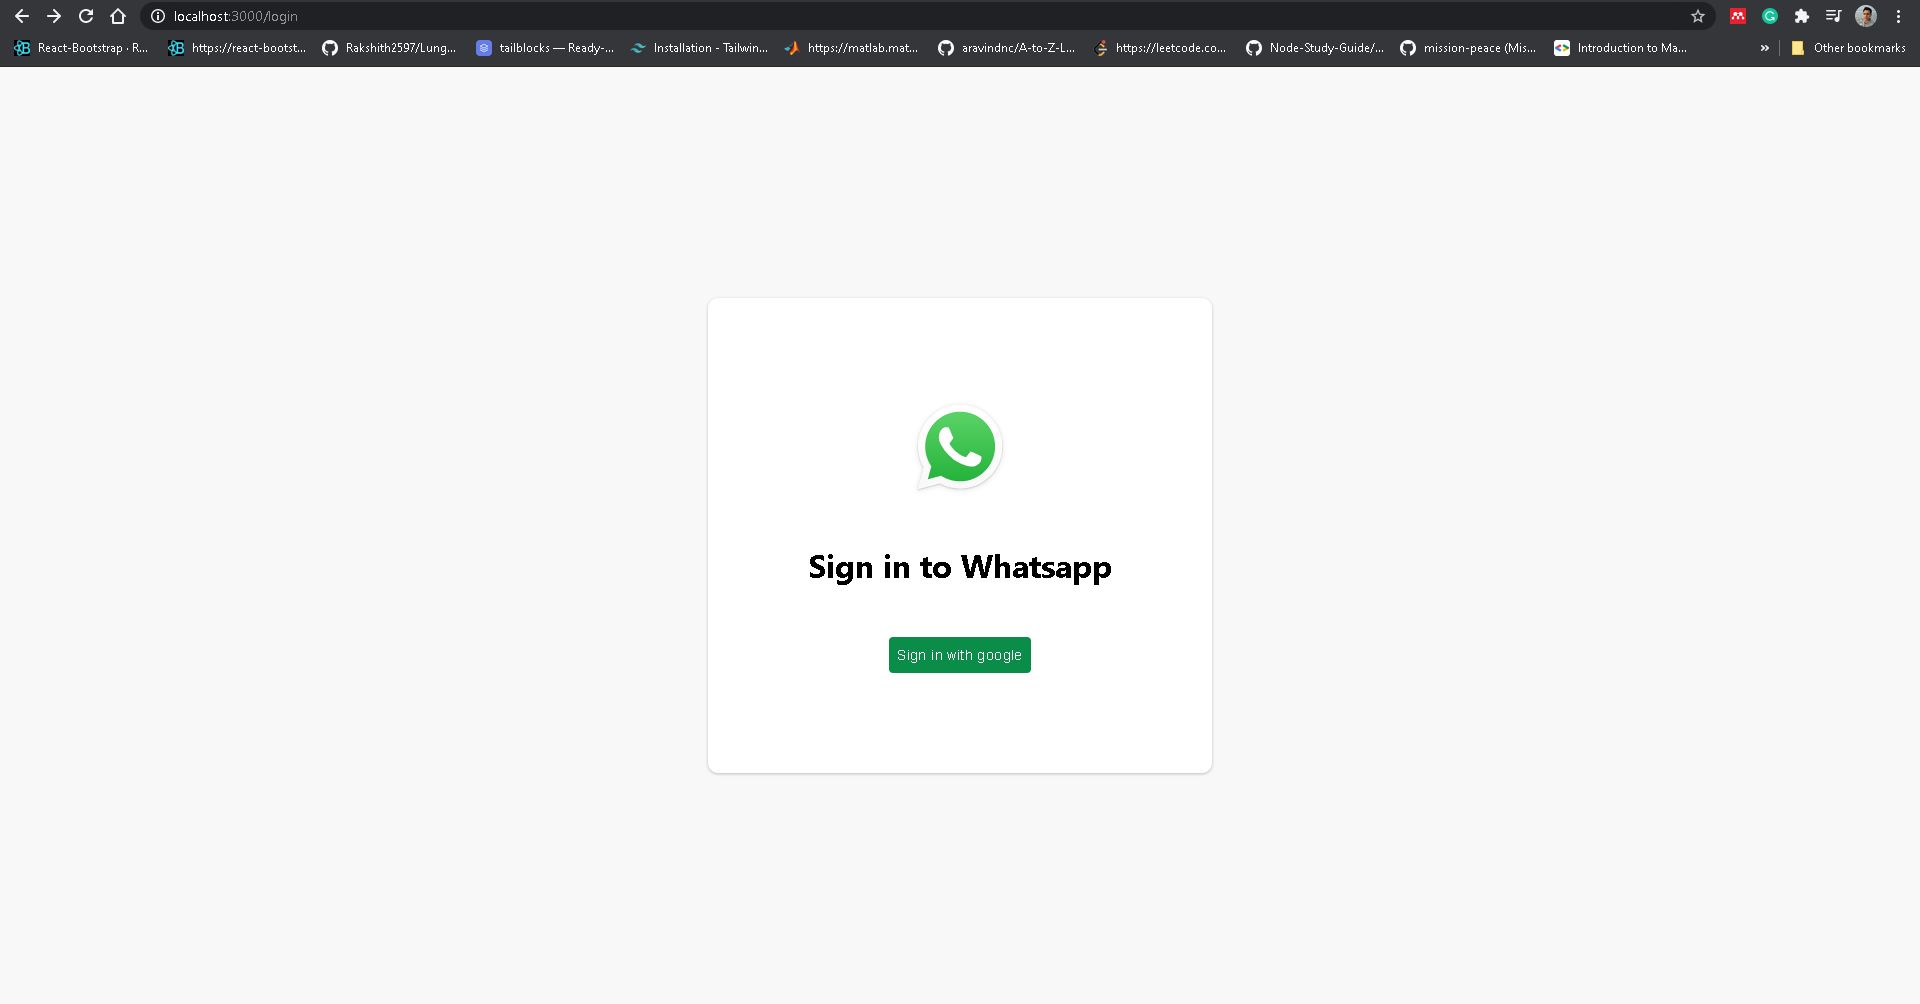 localhost:3000/login
React-Bootstrap · R... https://react-bootst... Rakshith2597/Lung... tailblocks — Ready-... Installation - Tailwin... https://matlab.mat... aravindnc/A-to-Z-L... https://leetcode.co... Node-Study-Guide/... mission-peace (Mis... Introduction to Ma... » Other bookmarks
Sign in to Whatsapp
Sign in with google